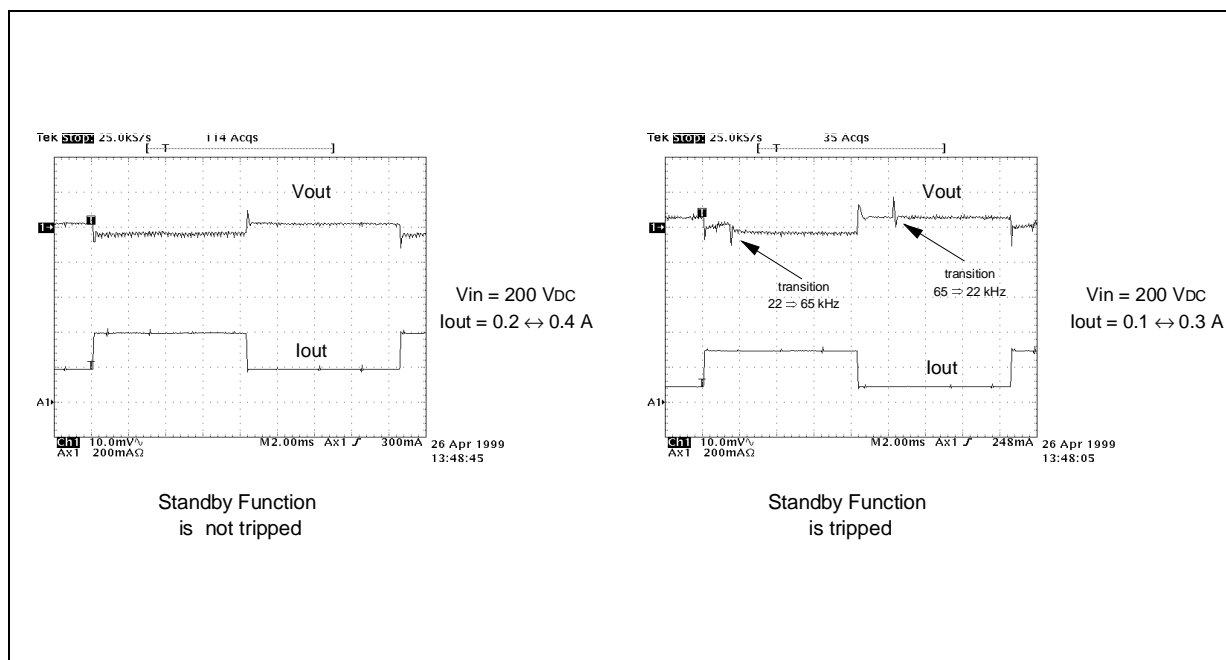 Tek Stop: 25.0kS/s 114 Acqs
[ T ]
T
Vout
1→
Iout
T
A1→
Ch1 10.0mV∿ M2.00ms Ax1 ƒ 300mA
Ax1 200mAΩ
26 Apr 1999
13:48:45
Vin = 200 VDC
Iout = 0.2 ↔ 0.4 A
Standby Function
is not tripped
Tek Stop: 25.0kS/s 35 Acqs
[ T ]
T
Vout
1→
transition
22 ⇒ 65 kHz
transition
65 ⇒ 22 kHz
Iout
T
A1→
Ch1 10.0mV∿ M2.00ms Ax1 ƒ 248mA
Ax1 200mAΩ
26 Apr 1999
13:48:05
Vin = 200 VDC
Iout = 0.1 ↔ 0.3 A
Standby Function
is tripped